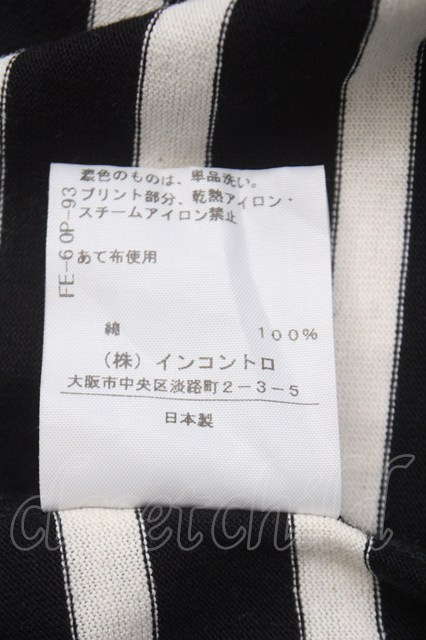 濃色のものは、単品洗い。
プリント部分、乾熱アイロン・
スチームアイロン禁止
あて布使用
FE-60P-93
綿 100%
(株) インコントロ
大阪市中央区淡路町2-3-5
日本製
closet child